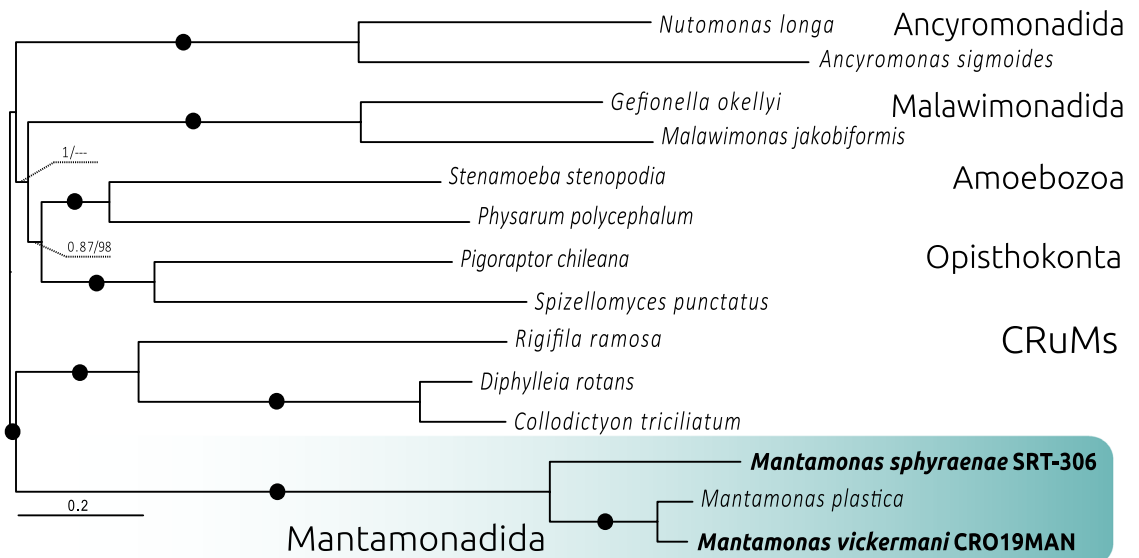 Nutomonas longa
Ancyromonadida
Ancyromonas sigmoides
Gefionella okellyi
Malawimonadida
Malawimonas jakobiformis
1/---
Stenamoeba stenopodia
Amoebozoa
Physarum polycephalum
0.87/98
Pigoraptor chileana
Opisthokonta
Spizellomyces punctatus
Rigifila ramosa
CRuMs
Diphylleia rotans
Collodictyon triciliatum
Mantamonas sphyraenae SRT-306
Mantamonas plastica
0.2
Mantamonadida
Mantamonas vickermani CRO19MAN